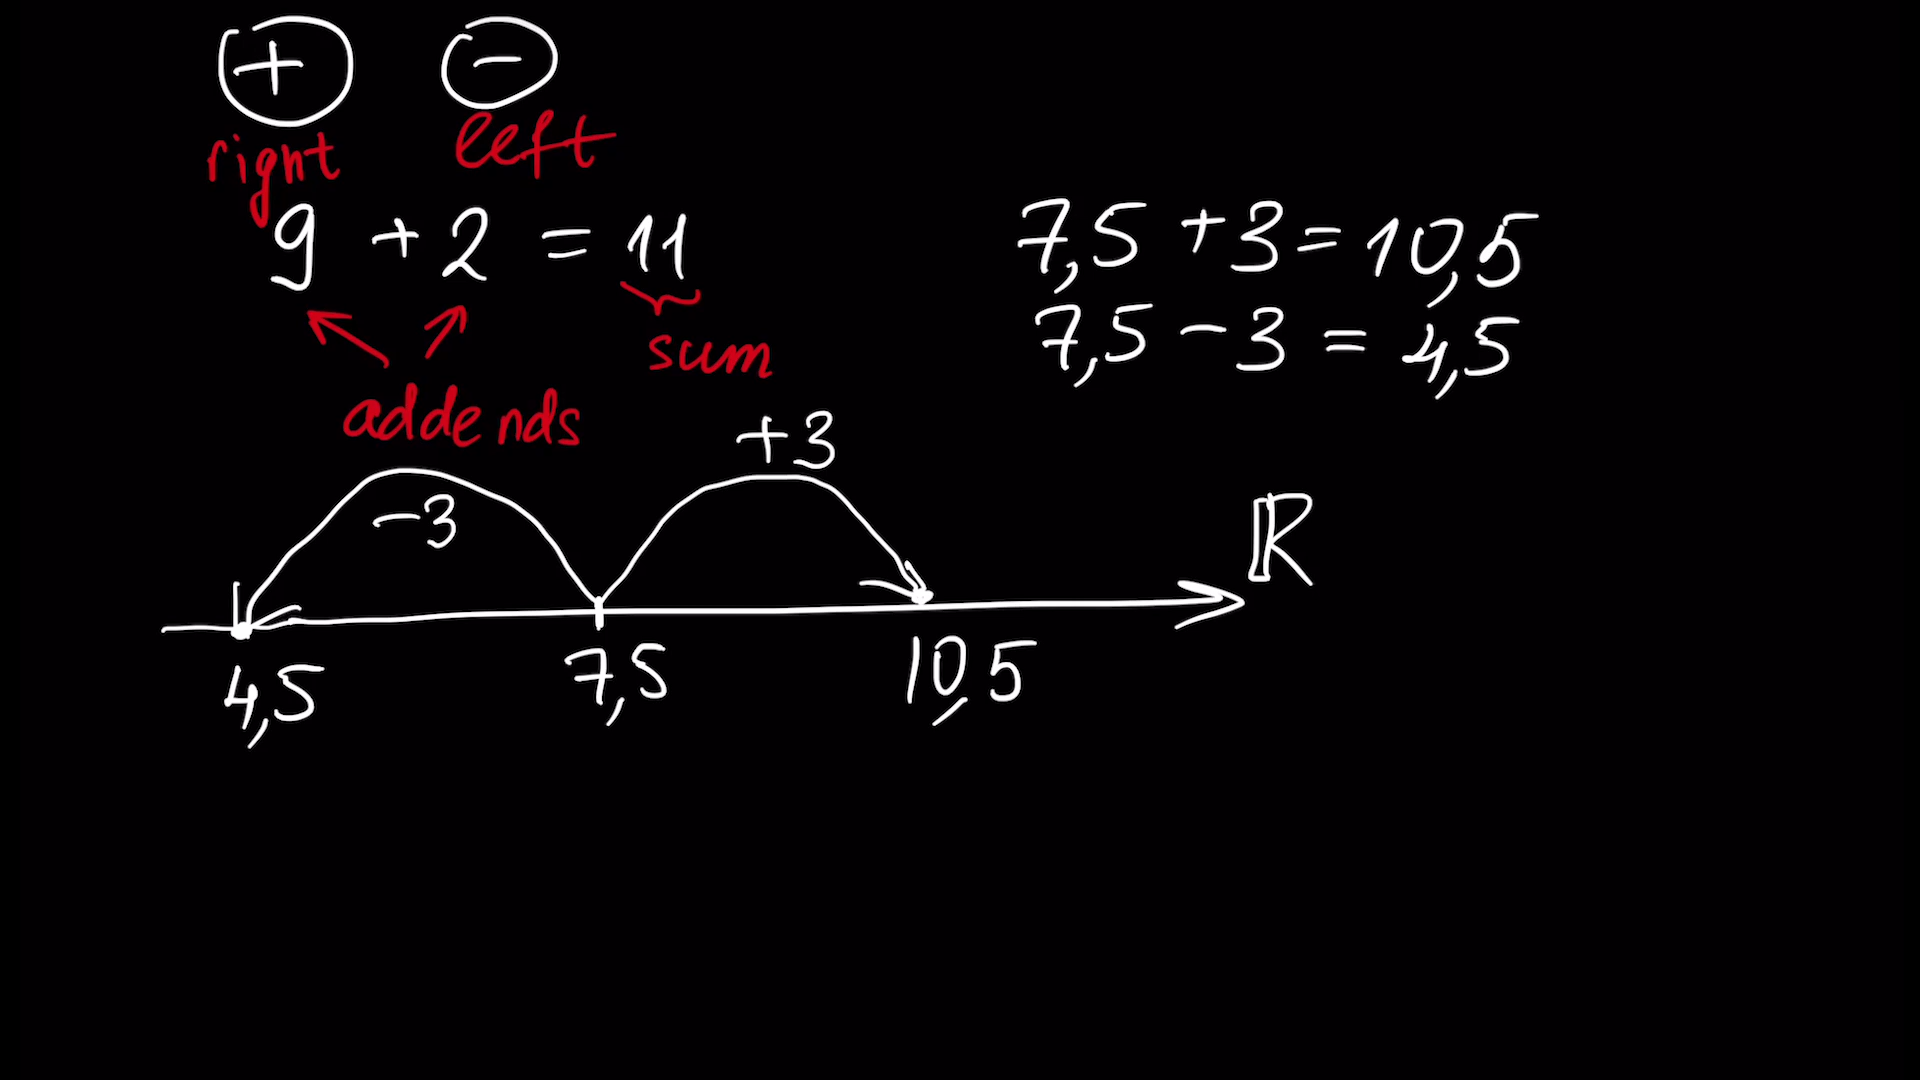 + -
right left
9 + 2 = 11
7,5 + 3 = 10,5
7,5 - 3 = 4,5
sum
addends
+3
-3
ℝ
4,5 7,5 10,5